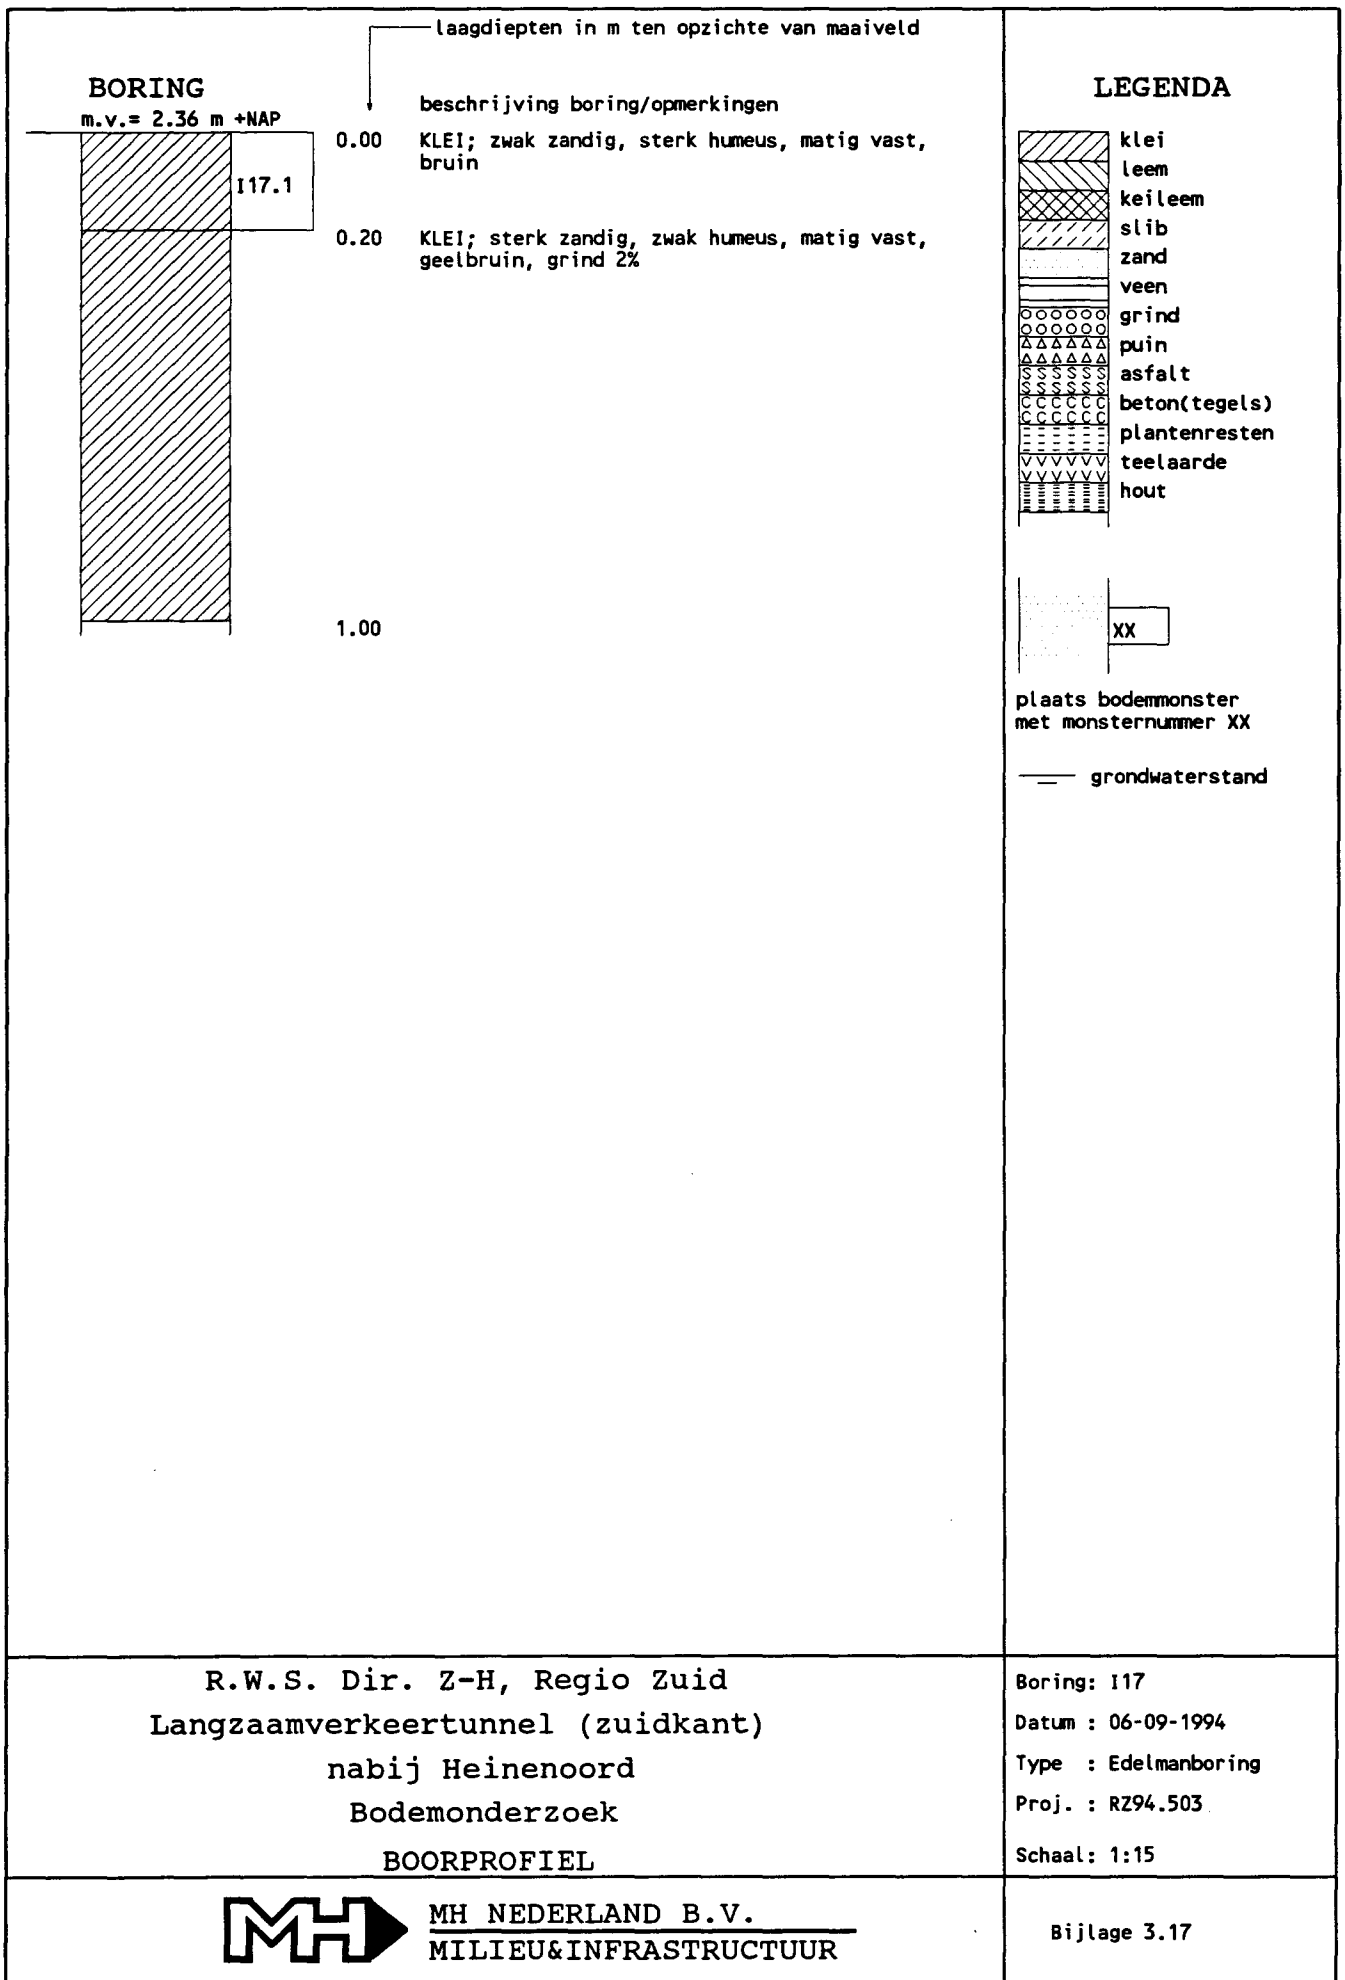 laagdiepten in m ten opzichte van maaiveld
BORING
m.v.= 2.36 m +NAP
beschrijving boring/opmerkingen
0.00 KLEI; zwak zandig, sterk humeus, matig vast,
bruin
I17.1
0.20 KLEI; sterk zandig, zwak humeus, matig vast,
geelbruin, grind 2%
1.00
LEGENDA
klei
leem
keileem
slib
zand
veen
grind
puin
asfalt
beton(tegels)
plantenresten
teelaarde
hout
XX
plaats bodemmonster
met monsternummer XX
grondwaterstand
R.W.S. Dir. Z-H, Regio Zuid
Langzaamverkeertunnel (zuidkant)
nabij Heinenoord
Bodemonderzoek
BOORPROFIEL
Boring: I17
Datum : 06-09-1994
Type : Edelmanboring
Proj. : RZ94.503
Schaal: 1:15
MH
MH NEDERLAND B.V.
MILIEU&INFRASTRUCTUUR
Bijlage 3.17